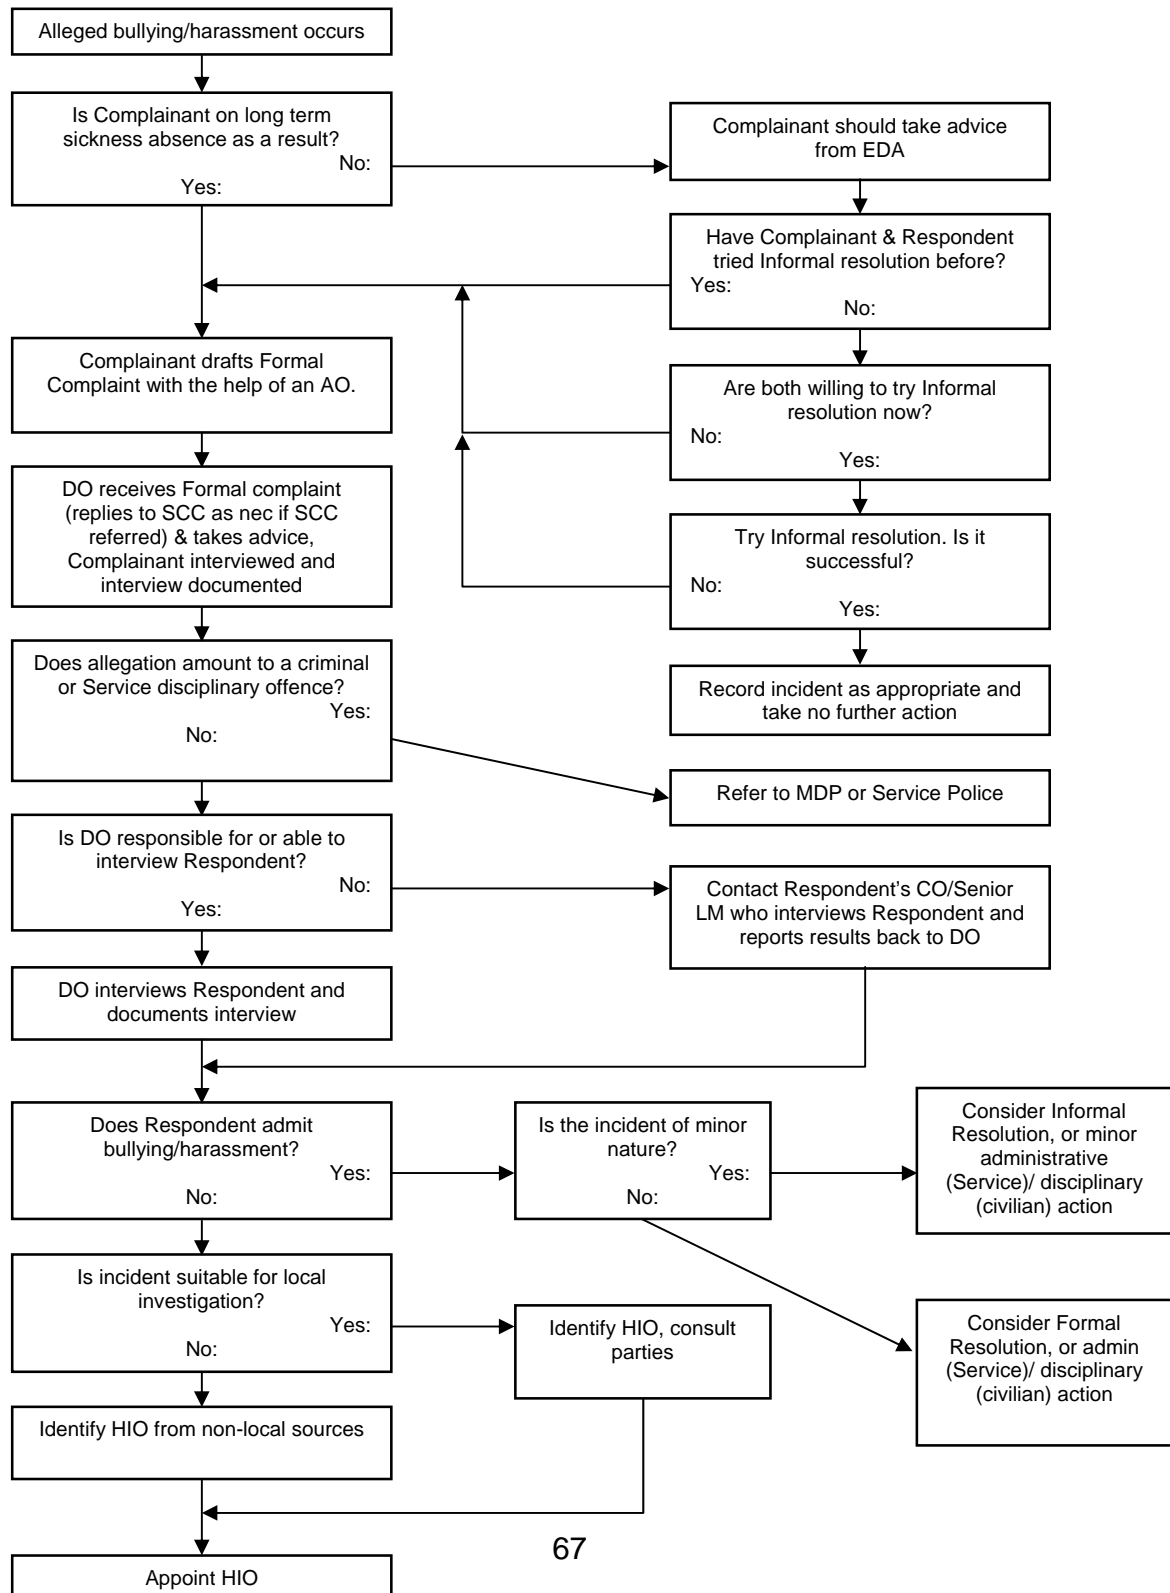 Alleged bullying/harassment occurs
Is Complainant on long term
sickness absence as a result?
No:
Yes:
Complainant should take advice
from EDA
Have Complainant & Respondent
tried Informal resolution before?
Yes:
No:
Complainant drafts Formal
Complaint with the help of an AO.
Are both willing to try Informal
resolution now?
No:
Yes:
DO receives Formal complaint
(replies to SCC as nec if SCC
referred) & takes advice,
Complainant interviewed and
interview documented
Try Informal resolution. Is it
successful?
No:
Yes:
Does allegation amount to a criminal
or Service disciplinary offence?
Yes:
No:
Record incident as appropriate and
take no further action
Refer to MDP or Service Police
Is DO responsible for or able to
interview Respondent?
No:
Yes:
Contact Respondent's CO/Senior
LM who interviews Respondent and
reports results back to DO
DO interviews Respondent and
documents interview
Does Respondent admit
bullying/harassment?
Yes:
No:
Is the incident of minor
nature?
Yes:
No:
Consider Informal
Resolution, or minor
administrative
(Service)/ disciplinary
(civilian) action
Is incident suitable for local
investigation?
Yes:
No:
Identify HIO, consult
parties
Consider Formal
Resolution, or admin
(Service)/ disciplinary
(civilian) action
Identify HIO from non-local sources
67
Appoint HIO